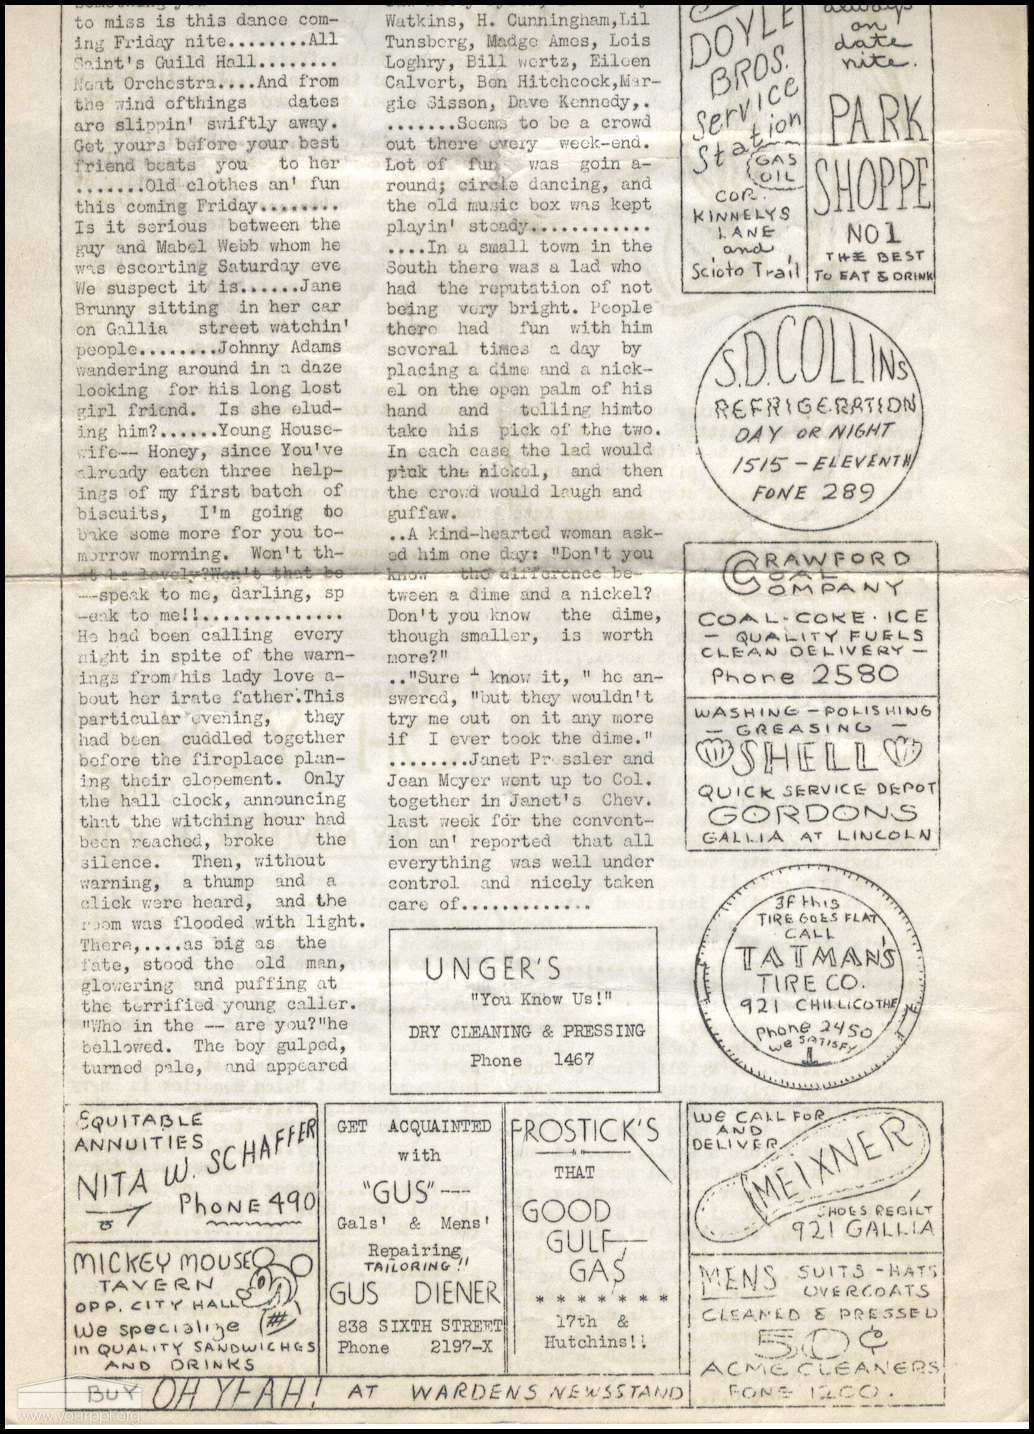 to miss is this dance com-
ing Friday nite........All
Saint's Guild Hall........
Neat Orchestra....And from
the wind ofthings dates
are slippin' swiftly away.
Get yours before your best
friend beats you to her
.......Old clothes an' fun
this coming Friday........
Is it serious between the
guy and Mabel Webb whom he
was escorting Saturday eve
We suspect it is......Jane
Brunny sitting in her car
on Gallia street watchin'
people........Johnny Adams
wandering around in a daze
looking for his long lost
girl friend. Is she elud-
ing him?......Young House-
wife-- Honey, since You've
already eaten three help-
ings of my first batch of
biscuits, I'm going to
bake some more for you to-
morrow morning. Won't th-
at be lovely?Won't that be
--speak to me, darling, sp
-eak to me!!..............
He had been calling every
night in spite of the warn-
ings from his lady love a-
bout her irate father.This
particular evening, they
had been cuddled together
before the fireplace plan-
ing their elopement. Only
the hall clock, announcing
that the witching hour had
been reached, broke the
silence. Then, without
warning, a thump and a
click were heard, and the
room was flooded with light.
There,....as big as the
fate, stood the old man,
glowering and puffing at
the terrified young caller.
"Who in the -- are you?"he
bellowed. The boy gulped,
turned pale, and appeared
Watkins, H. Cunningham,Lil
Tunsberg, Madge Ames, Lois
Loghry, Bill Wertz, Eileen
Calvert, Ben Hitchcock,Mar-
gie Sisson, Dave Kennedy,.
.......Seems to be a crowd
out there every week-end.
Lot of fun was goin a-
round; circle dancing, and
the old music box was kept
playin' steady............
....In a small town in the
South there was a lad who
had the reputation of not
being very bright. People
there had fun with him
several times a day by
placing a dime and a nick-
el on the open palm of his
hand and telling himto
take his pick of the two.
In each case the lad would
pick the nickel, and then
the crowd would laugh and
guffaw.
..A kind-hearted woman ask-
ed him one day: "Don't you
know the difference be-
tween a dime and a nickel?
Don't you know the dime,
though smaller, is worth
more?"
.."Sure I know it, " he an-
swered, "but they wouldn't
try me out on it any more
if I ever took the dime."
........Janet Pressler and
Jean Meyer went up to Col.
together in Janet's Chev.
last week for the convent-
ion an' reported that all
everything was well under
control and nicely taken
care of.............
UNGER'S
"You Know Us!"
DRY CLEANING & PRESSING
Phone 1467
DOYLE
BROS.
Service
Station
GAS
OIL
COR.
KINNELYS
LANE
and
Scioto Trail
always
on
date
nite.
PARK
SHOPPE
NO 1
THE BEST
TO EAT & DRINK
S.D. COLLINS
REFRIGERATION
DAY OR NIGHT
1515 - ELEVENTH
FONE 289
CRAWFORD
COAL
COMPANY
COAL · COKE · ICE
- QUALITY FUELS
CLEAN DELIVERY -
Phone 2580
WASHING - POLISHING
- GREASING -
SHELL
QUICK SERVICE DEPOT
GORDONS
GALLIA AT LINCOLN
If this
TIRE GOES FLAT
CALL
TATMAN'S
TIRE CO.
921 CHILLICOTHE
Phone 2450
We SATISFY
EQUITABLE
ANNUITIES
NITA W. SCHAFFER
PHONE 490
MICKEY MOUSE
TAVERN
OPP. CITY HALL
We specialize
in QUALITY SANDWICHES
AND DRINKS
GET ACQUAINTED
with
"GUS"---
Gals' & Mens'
Repairing
TAILORING!!
GUS DIENER
838 SIXTH STREET
Phone 2197-X
FROSTICK'S
THAT
GOOD
GULF
GAS
* * * * * * *
17th &
Hutchins!!
We CALL FOR
AND
DELIVER
MEIXNER
SHOES REBILT
921 GALLIA
MENS SUITS - HATS
OVERCOATS
CLEANED & PRESSED
50¢
ACME CLEANERS
FONE 1200.
BUY OH YEAH! AT WARDENS NEWSSTAND
www.yourppl.org